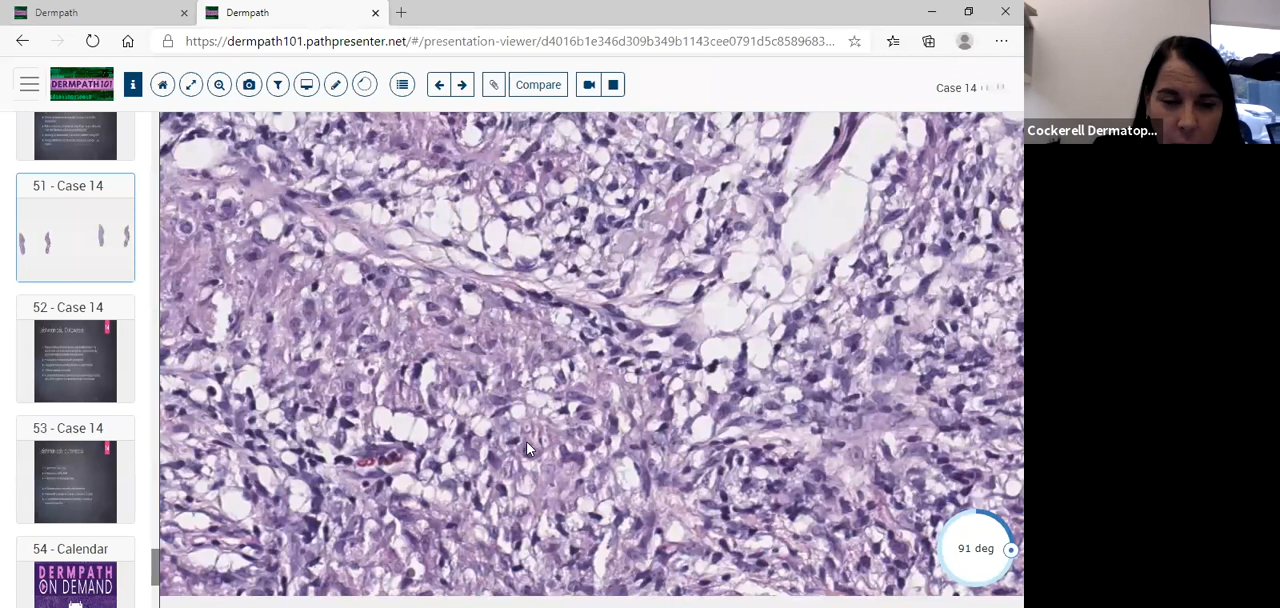 Dermpath
Dermpath
https://dermpath101.pathpresenter.net/#/presentation-viewer/d4016b1e346d309b349b1143cee0791d5c8589683...
DERMPATH 101
i
Compare
Case 14
Cockerell Dermatop...
51 - Case 14
52 - Case 14
53 - Case 14
54 - Calendar
DERMPATH
ON DEMAND
91 deg